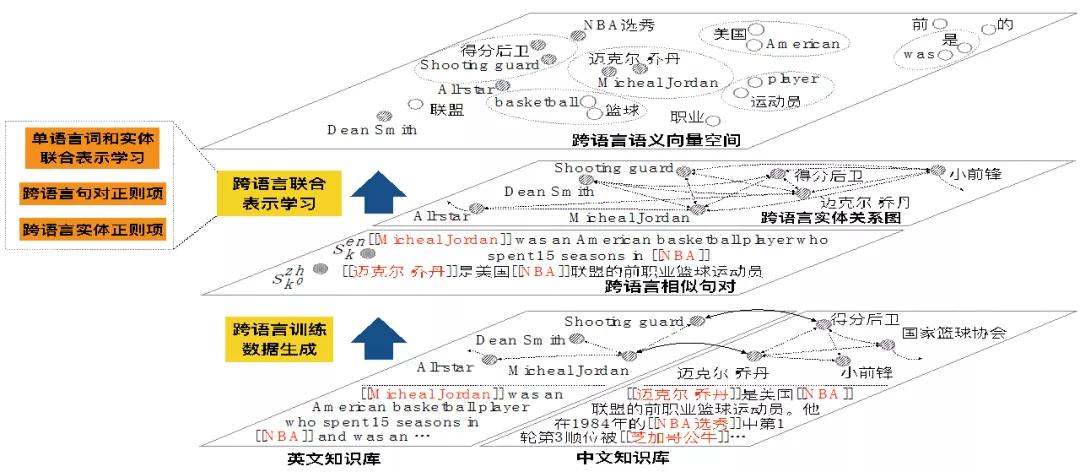 NBA选秀
得分后卫
Shooting guard
美国
American
前
的
是
was
迈克尔·乔丹
Micheal Jordan
All-star
联盟
basketball
篮球
player
运动员
职业
Dean Smith
跨语言语义向量空间
单语言词和实体
联合表示学习
跨语言句对正则项
跨语言实体正则项
跨语言联合
表示学习
Shooting guard
得分后卫
小前锋
Dean Smith
迈克尔·乔丹
All-star
Micheal Jordan
跨语言实体关系图
S_k^en
[[Micheal Jordan]] was an American basketball player who
spent 15 seasons in [[NBA]]
S_k'^zh
[[迈克尔·乔丹]]是美国[[NBA]]联盟的前职业篮球运动员
跨语言相似句对
跨语言训练
数据生成
Shooting guard
得分后卫
国家篮球协会
Dean Smith
All-star
Micheal Jordan
迈克尔·乔丹
小前锋
[[Micheal Jordan]] was an
American basketball player
who spent 15 seasons in
[[NBA]] and was an …
[[迈克尔·乔丹]]是美国[[NBA]]
联盟的前职业篮球运动员。他
在1984年的[[NBA选秀]]中第1
轮第3顺位被[[芝加哥公牛]]…
英文知识库
中文知识库